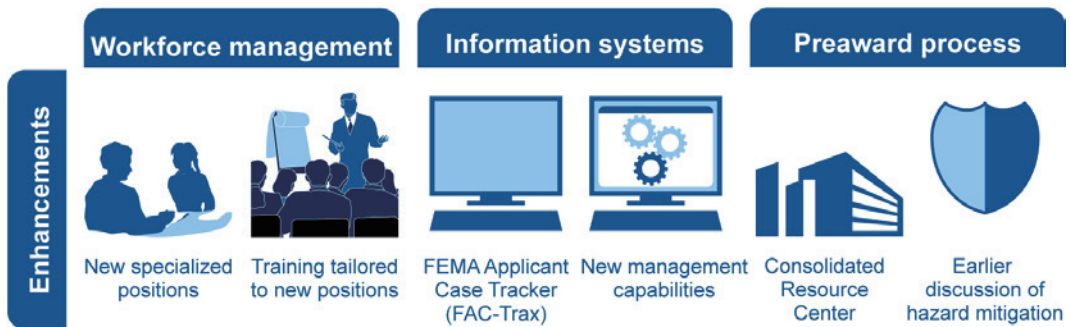 Workforce management
Information systems
Preaward process
Enhancements
New specialized
positions
Training tailored
to new positions
FEMA Applicant
Case Tracker
(FAC-Trax)
New management
capabilities
Consolidated
Resource
Center
Earlier
discussion of
hazard mitigation